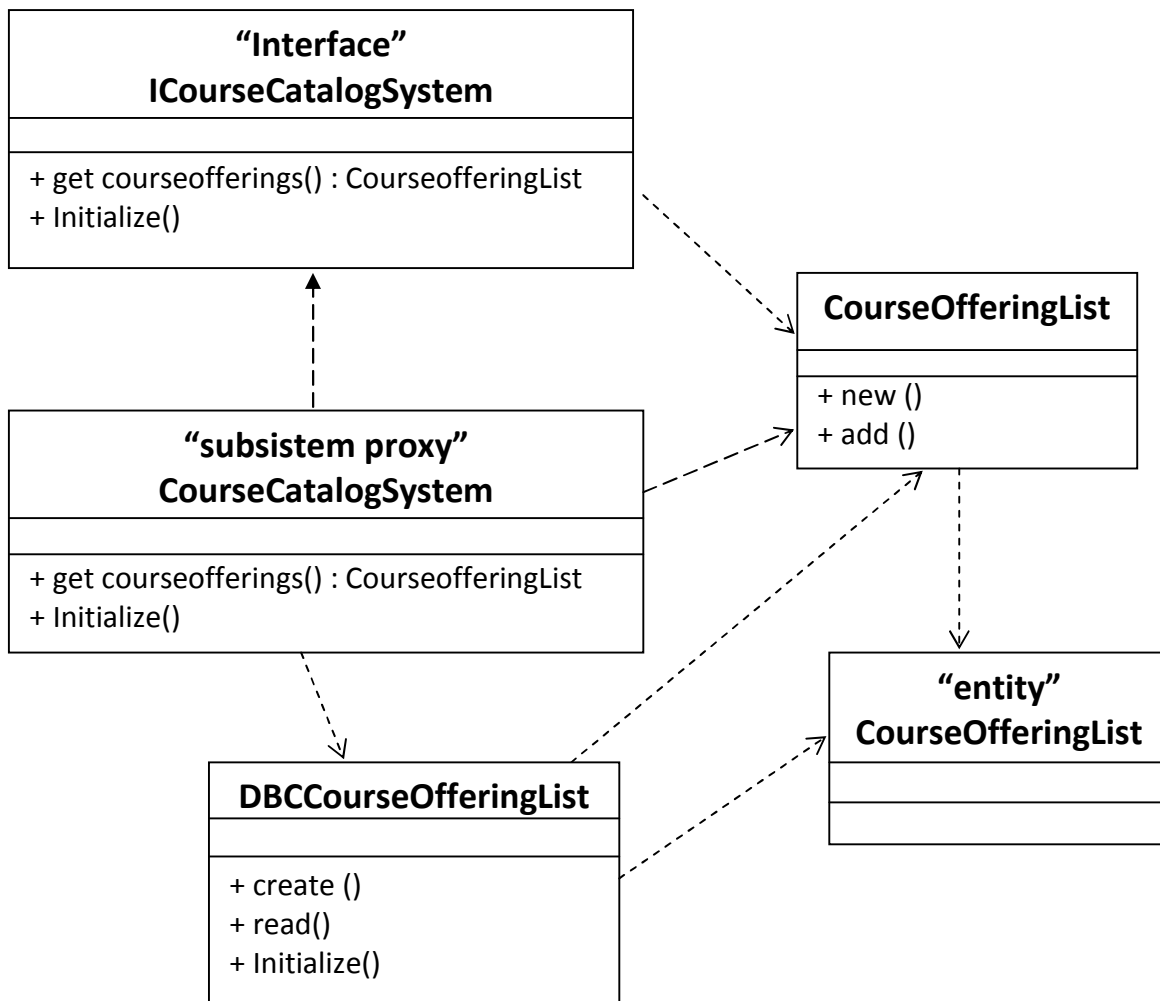 “Interface”
ICourseCatalogSystem
+ get courseofferings() : CourseofferingList
+ Initialize()
CourseOfferingList
+ new ()
+ add ()
“subsistem proxy”
CourseCatalogSystem
+ get courseofferings() : CourseofferingList
+ Initialize()
“entity”
CourseOfferingList
DBCCourseOfferingList
+ create ()
+ read()
+ Initialize()